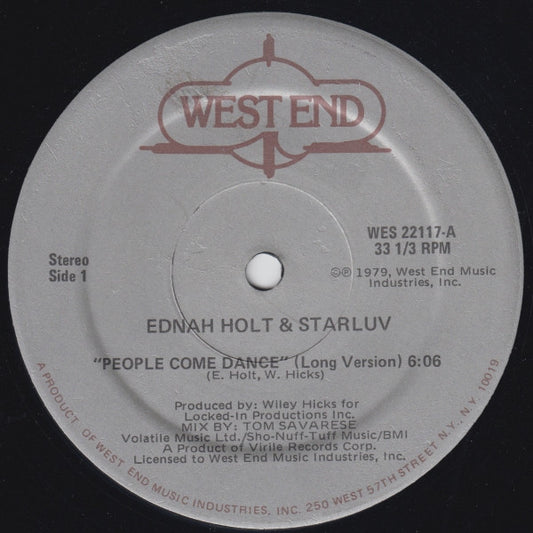 WEST END
WES 22117-A
33 1/3 RPM
Stereo
Side 1
©℗ 1979, West End Music
Industries, Inc.
EDNAH HOLT & STARLUV
"PEOPLE COME DANCE" (Long Version) 6:06
(E. Holt, W. Hicks)
Produced by: Wiley Hicks for
Locked-In Productions Inc.
MIX BY: TOM SAVARESE
Volatile Music Ltd./Sho-Nuff-Tuff Music/BMI
A Product of Virile Records Corp.
Licensed to West End Music Industries, Inc.
A PRODUCT OF WEST END MUSIC INDUSTRIES, INC. 250 WEST 57TH STREET N.Y., N.Y. 10019